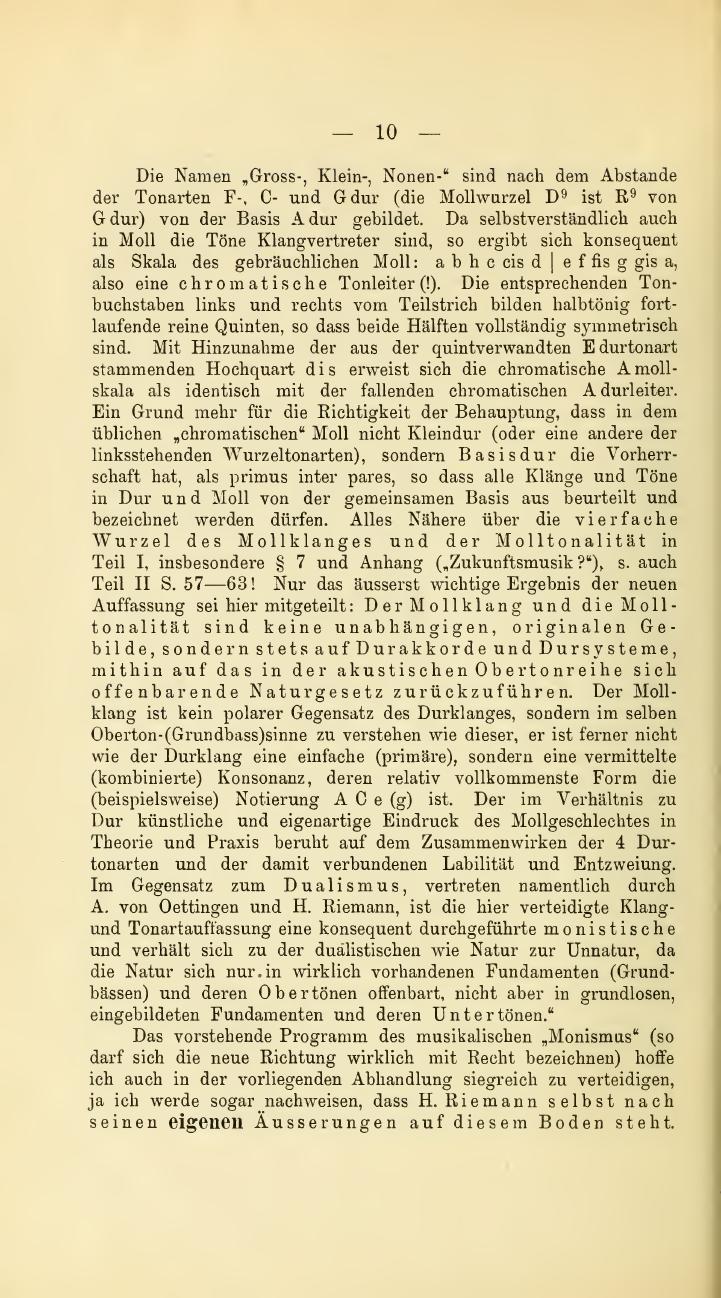 — 10 —
Die Namen „Gross-, Klein-, Nonen-“ sind nach dem Abstande
der Tonarten F-, C- und G dur (die Mollwurzel D⁹ ist R⁹ von
G dur) von der Basis A dur gebildet. Da selbstverständlich auch
in Moll die Töne Klangvertreter sind, so ergibt sich konsequent
als Skala des gebräuchlichen Moll: a b h c cis d | e f fis g gis a,
also eine chromatische Tonleiter (!). Die entsprechenden Ton-
buchstaben links und rechts vom Teilstrich bilden halbtönig fort-
laufende reine Quinten, so dass beide Hälften vollständig symmetrisch
sind. Mit Hinzunahme der aus der quintverwandten E durtonart
stammenden Hochquart dis erweist sich die chromatische A moll-
skala als identisch mit der fallenden chromatischen A durleiter.
Ein Grund mehr für die Richtigkeit der Behauptung, dass in dem
üblichen „chromatischen“ Moll nicht Kleindur (oder eine andere der
linksstehenden Wurzeltonarten), sondern Basisdur die Vorherr-
schaft hat, als primus inter pares, so dass alle Klänge und Töne
in Dur und Moll von der gemeinsamen Basis aus beurteilt und
bezeichnet werden dürfen. Alles Nähere über die vierfache
Wurzel des Mollklanges und der Molltonalität in
Teil I, insbesondere § 7 und Anhang („Zukunftsmusik?“), s. auch
Teil II S. 57—63! Nur das äusserst wichtige Ergebnis der neuen
Auffassung sei hier mitgeteilt: Der Mollklang und die Moll-
tonalität sind keine unabhängigen, originalen Ge-
bilde, sondern stets auf Durakkorde und Dursysteme,
mithin auf das in der akustischen Obertonreihe sich
offenbarende Naturgesetz zurückzuführen. Der Moll-
klang ist kein polarer Gegensatz des Durklanges, sondern im selben
Oberton-(Grundbass)sinne zu verstehen wie dieser, er ist ferner nicht
wie der Durklang eine einfache (primäre), sondern eine vermittelte
(kombinierte) Konsonanz, deren relativ vollkommenste Form die
(beispielsweise) Notierung A C e (g) ist. Der im Verhältnis zu
Dur künstliche und eigenartige Eindruck des Mollgeschlechtes in
Theorie und Praxis beruht auf dem Zusammenwirken der 4 Dur-
tonarten und der damit verbundenen Labilität und Entzweiung.
Im Gegensatz zum Dualismus, vertreten namentlich durch
A. von Oettingen und H. Riemann, ist die hier verteidigte Klang-
und Tonartauffassung eine konsequent durchgeführte monistische
und verhält sich zu der dualistischen wie Natur zur Unnatur, da
die Natur sich nur in wirklich vorhandenen Fundamenten (Grund-
bässen) und deren Obertönen offenbart, nicht aber in grundlosen,
eingebildeten Fundamenten und deren Untertönen.“
Das vorstehende Programm des musikalischen „Monismus“ (so
darf sich die neue Richtung wirklich mit Recht bezeichnen) hoffe
ich auch in der vorliegenden Abhandlung siegreich zu verteidigen,
ja ich werde sogar nachweisen, dass H. Riemann selbst nach
seinen eigenen Äusserungen auf diesem Boden steht.